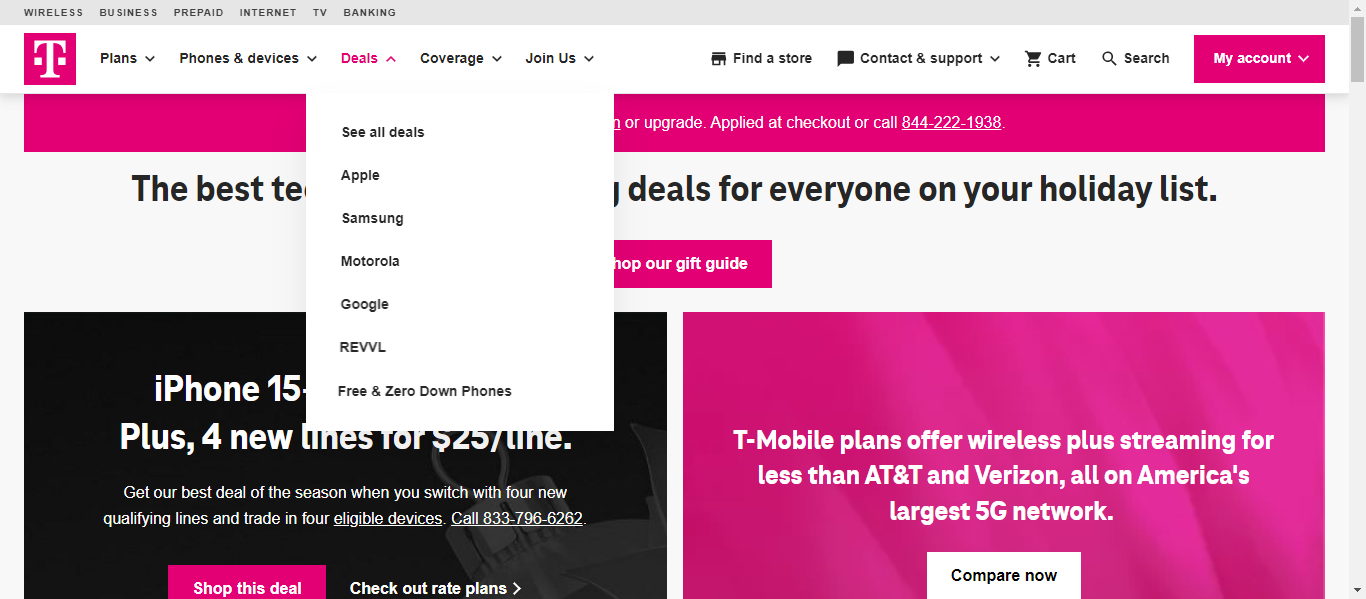 WIRELESS BUSINESS PREPAID INTERNET TV BANKING
T Plans Phones & devices Deals Coverage Join Us Find a store Contact & support Cart Search My account
See all deals
Apple
Samsung
Motorola
Google
REVVL
Free & Zero Down Phones
or upgrade. Applied at checkout or call 844-222-1938.
The best deals for everyone on your holiday list.
our gift guide
iPhone 15
Plus, 4 new lines for $25/line.
Get our best deal of the season when you switch with four new
qualifying lines and trade in four eligible devices. Call 833-796-6262.
Shop this deal Check out rate plans
T-Mobile plans offer wireless plus streaming for
less than AT&T and Verizon, all on America's
largest 5G network.
Compare now